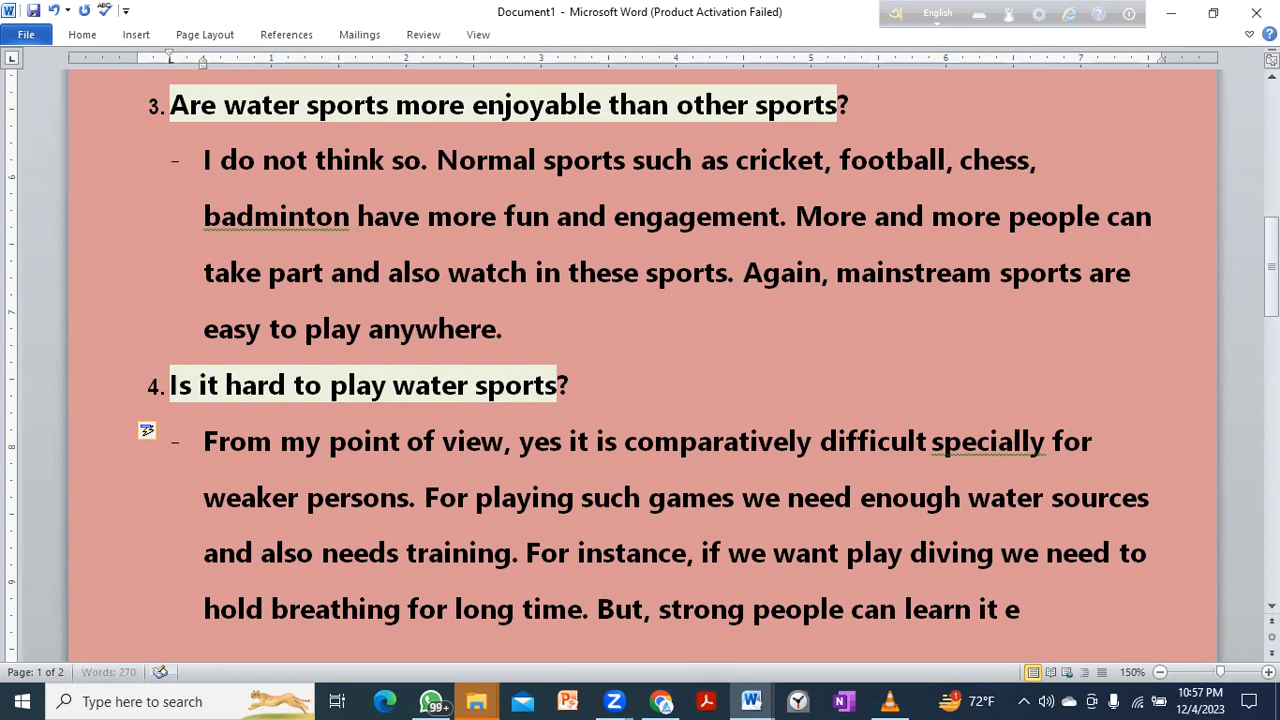 Document1 - Microsoft Word (Product Activation Failed)
English
File Home Insert Page Layout References Mailings Review View
3. Are water sports more enjoyable than other sports?
- I do not think so. Normal sports such as cricket, football, chess,
badminton have more fun and engagement. More and more people can
take part and also watch in these sports. Again, mainstream sports are
easy to play anywhere.
4. Is it hard to play water sports?
- From my point of view, yes it is comparatively difficult specially for
weaker persons. For playing such games we need enough water sources
and also needs training. For instance, if we want play diving we need to
hold breathing for long time. But, strong people can learn it e
Page: 1 of 2 Words: 270 150%
Type here to search 99+ 72°F 10:57 PM
12/4/2023